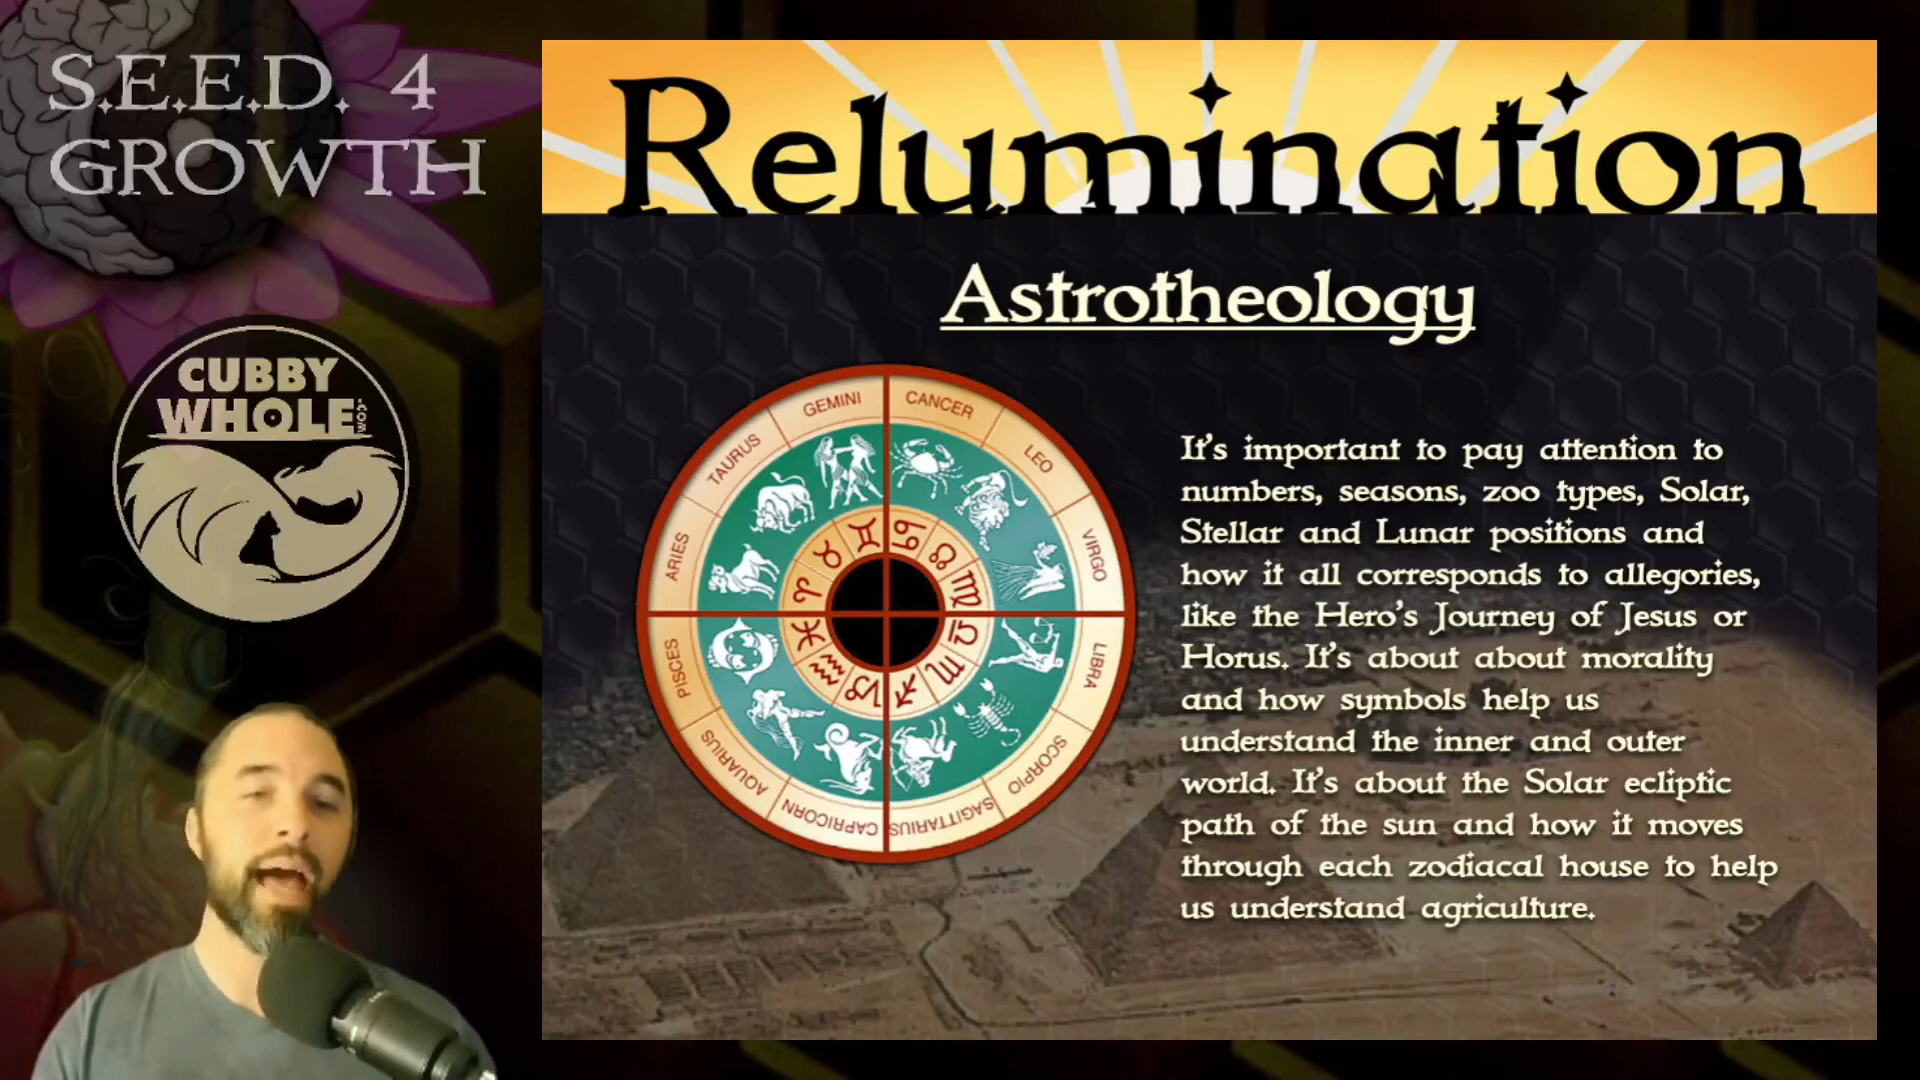 S.E.E.D. 4
GROWTH
CUBBY
WHOLE.COM
Relumination
Astrotheology
GEMINI
CANCER
TAURUS
LEO
ARIES
VIRGO
PISCES
LIBRA
AQUARIUS
SCORPIO
CAPRICORN
SAGITTARIUS
It's important to pay attention to
numbers, seasons, zoo types, Solar,
Stellar and Lunar positions and
how it all corresponds to allegories,
like the Hero's Journey of Jesus or
Horus. It's about about morality
and how symbols help us
understand the inner and outer
world. It's about the Solar ecliptic
path of the sun and how it moves
through each zodiacal house to help
us understand agriculture.